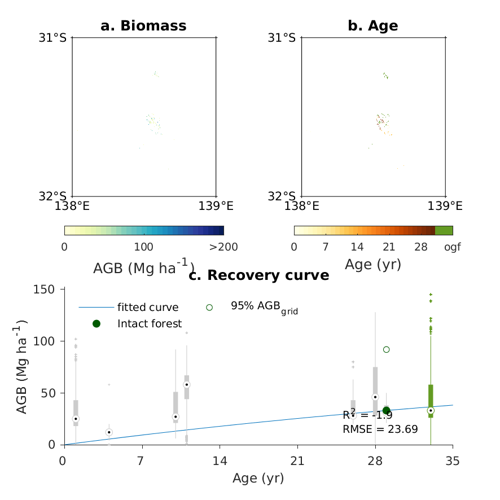 a. Biomass
b. Age
31°S
31°S
32°S
32°S
138°E
139°E
138°E
139°E
0
100
>200
0
7
14
21
28
ogf
AGB (Mg ha⁻¹)
Age (yr)
c. Recovery curve
150
fitted curve
95% AGB_grid
Intact forest
100
AGB (Mg ha⁻¹)
50
R² = -1.9
RMSE = 23.69
0
0
7
14
21
28
35
Age (yr)